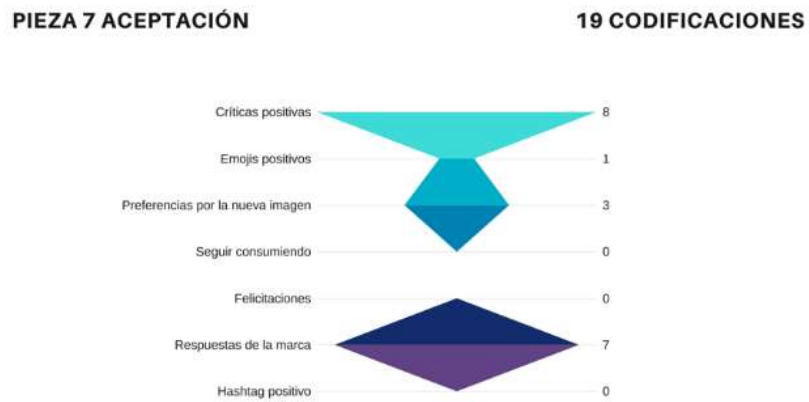 PIEZA 7 ACEPTACIÓN
19 CODIFICACIONES
Críticas positivas 8
Emojis positivos 1
Preferencias por la nueva imagen 3
Seguir consumiendo 0
Felicitaciones 0
Respuestas de la marca 7
Hashtag positivo 0